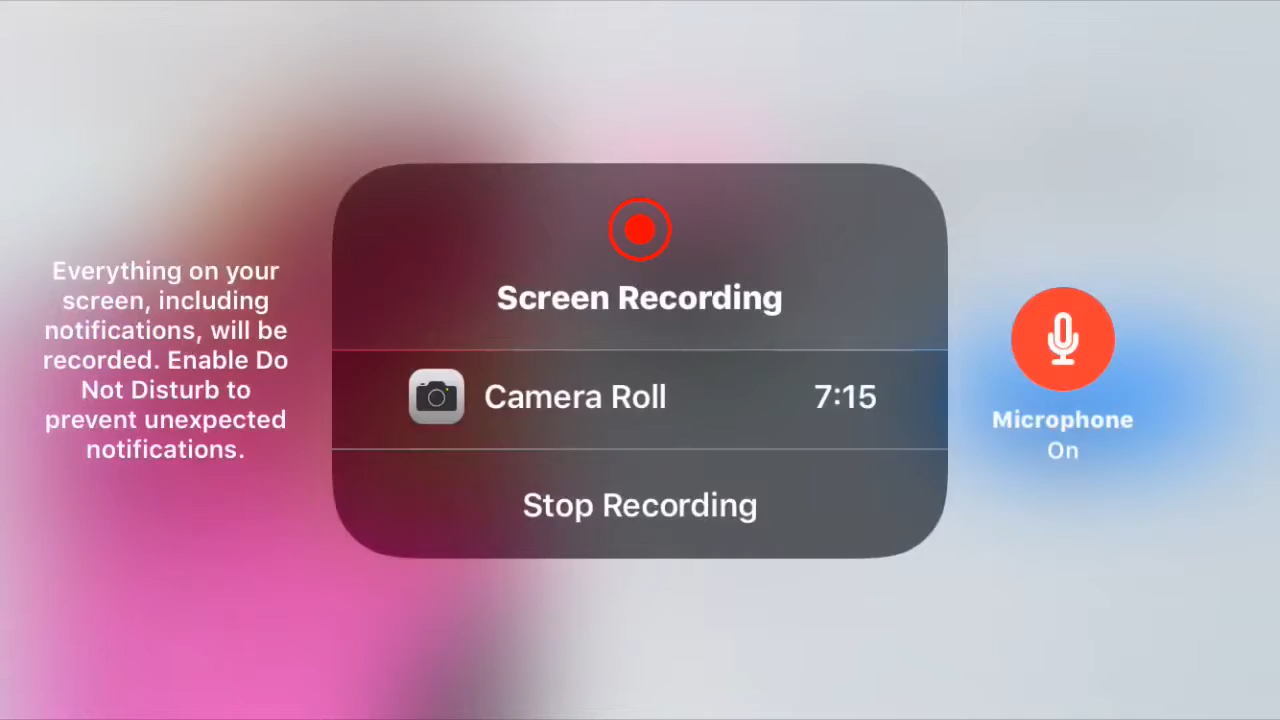 Everything on your
screen, including
notifications, will be
recorded. Enable Do
Not Disturb to
prevent unexpected
notifications.
Screen Recording
Camera Roll 7:15
Stop Recording
Microphone
On